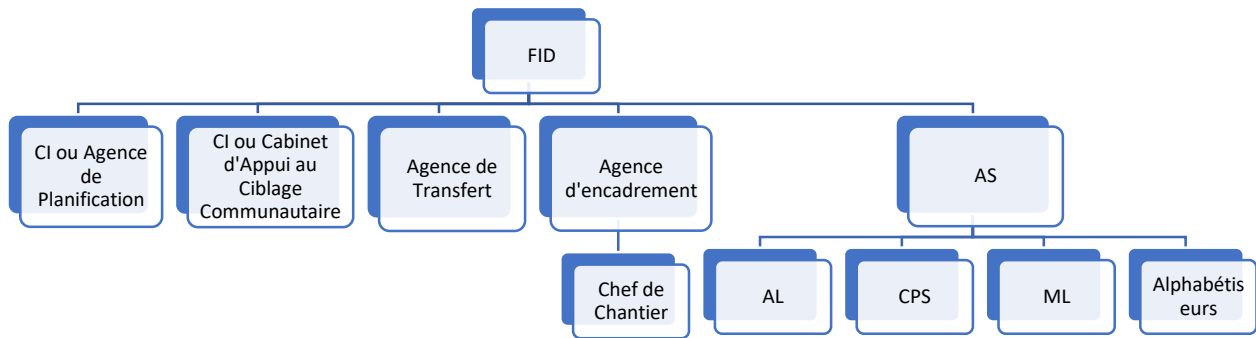 FID
CI ou Agence
de
Planification
CI ou Cabinet
d'Appui au
Ciblage
Communautaire
Agence de
Transfert
Agence
d'encadrement
AS
Chef de
Chantier
AL
CPS
ML
Alphabétis
eurs